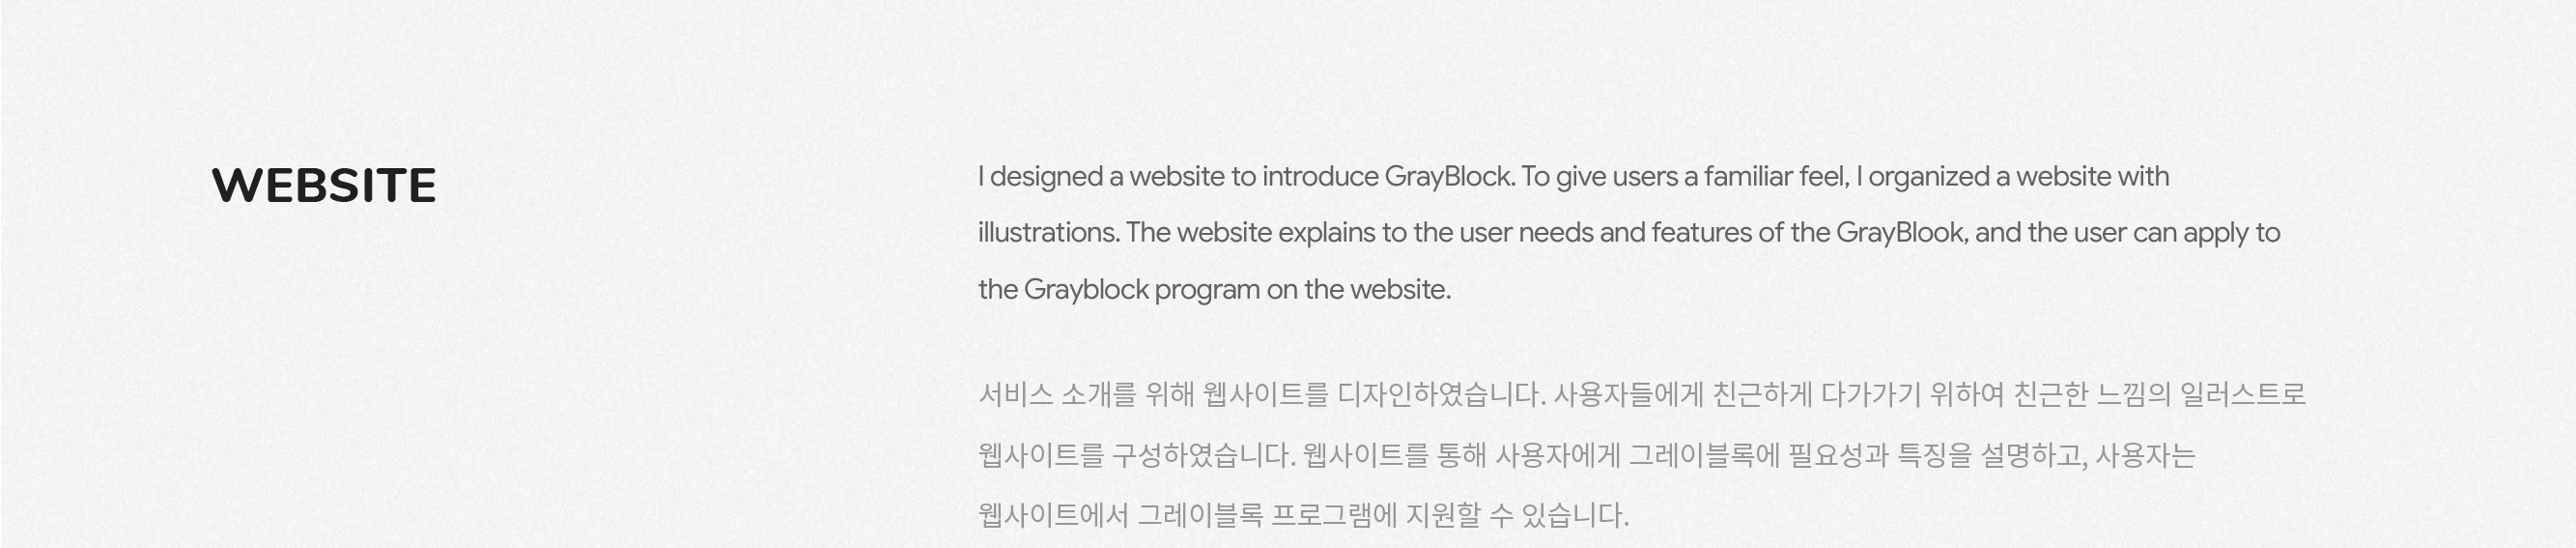 WEBSITE
I designed a website to introduce GrayBlock. To give users a familiar feel, I organized a website with
illustrations. The website explains to the user needs and features of the GrayBlook, and the user can apply to
the Grayblock program on the website.
서비스 소개를 위해 웹사이트를 디자인하였습니다. 사용자들에게 친근하게 다가가기 위하여 친근한 느낌의 일러스트로
웹사이트를 구성하였습니다. 웹사이트를 통해 사용자에게 그레이블록에 필요성과 특징을 설명하고, 사용자는
웹사이트에서 그레이블록 프로그램에 지원할 수 있습니다.